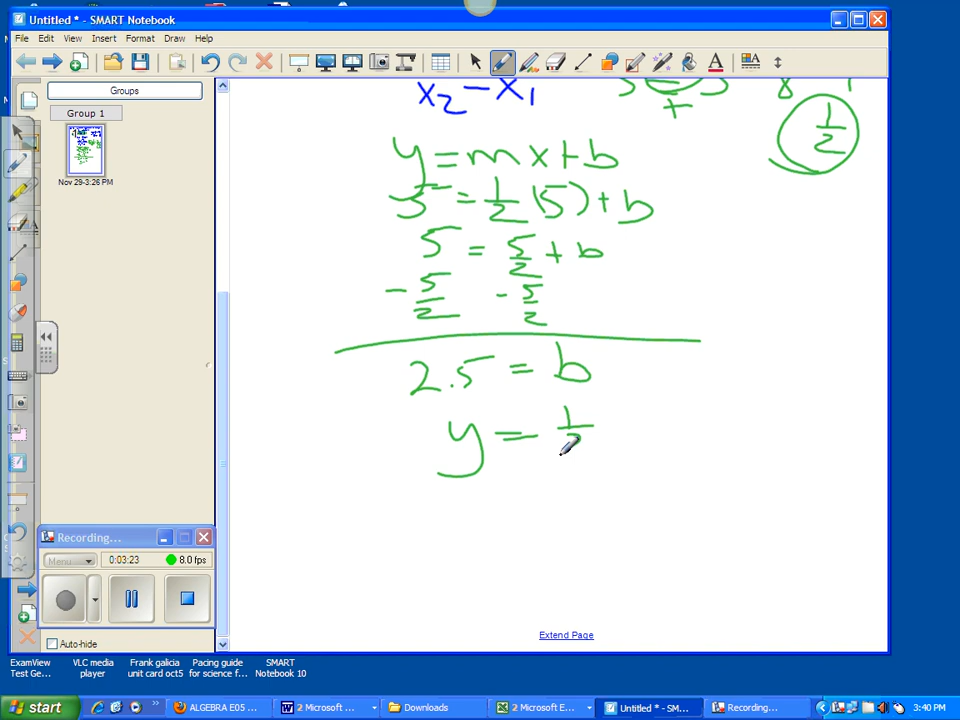 Untitled * - SMART Notebook
File Edit View Insert Format Draw Help
Groups
Group 1
Nov 29-3:26 PM
x₂ - x₁
1/2
y = mx + b
5 = 1/2 (5) + b
5 = 5/2 + b
- 5/2 - 5/2
2.5 = b
y = 1/2
Recording...
Menu 0:03:23 8.0 fps
Auto-hide
Extend Page
ExamView Test Ge...
VLC media player
Frank galicia unit card oct5
Pacing guide for science f...
SMART Notebook 10
start
ALGEBRA E05 ...
2 Microsoft ...
Downloads
2 Microsoft E...
Untitled * - SM...
Recording...
3:40 PM